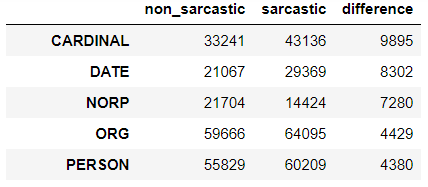 non_sarcastic sarcastic difference
CARDINAL 33241 43136 9895
DATE 21067 29369 8302
NORP 21704 14424 7280
ORG 59666 64095 4429
PERSON 55829 60209 4380